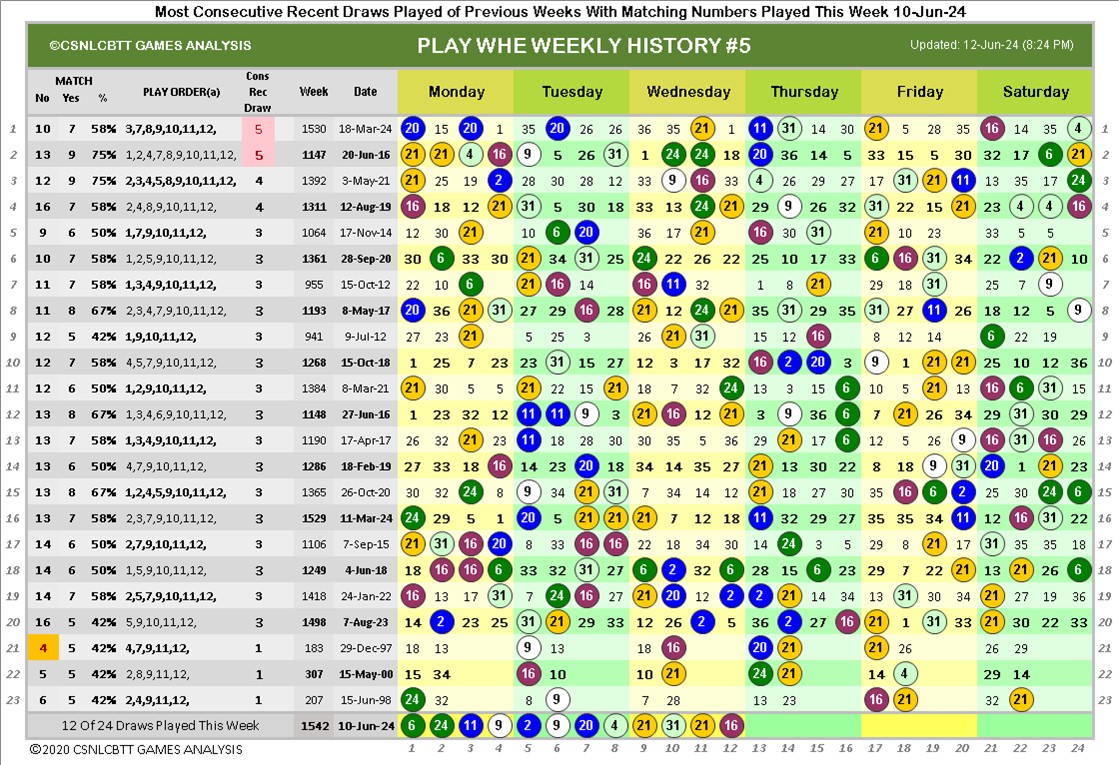 Most Consecutive Recent Draws Played of Previous Weeks With Matching Numbers Played This Week 10-Jun-24
©CSNLCBTT GAMES ANALYSIS PLAY WHE WEEKLY HISTORY #5 Updated: 12-Jun-24 (8:24 PM)
MATCH Cons
No Yes % PLAY ORDER(a) Rec Week Date Monday Tuesday Wednesday Thursday Friday Saturday
Draw
1 10 7 58% 3,7,8,9,10,11,12, 5 1530 18-Mar-24 20 15 20 1 35 20 26 26 36 35 21 1 11 31 14 30 21 5 28 35 16 14 35 4 1
2 13 9 75% 1,2,4,7,8,9,10,11,12, 5 1147 20-Jun-16 21 21 4 16 9 5 26 31 1 24 24 18 20 36 14 5 33 15 5 30 32 17 6 21 2
3 12 9 75% 2,3,4,5,8,9,10,11,12, 4 1392 3-May-21 21 25 19 2 28 30 28 12 33 9 16 33 4 26 29 27 17 31 21 11 13 35 17 24 3
4 16 7 58% 2,4,8,9,10,11,12, 4 1311 12-Aug-19 16 18 12 21 31 5 30 18 33 13 24 21 29 9 26 32 31 22 15 21 23 4 4 16 4
5 9 6 50% 1,7,9,10,11,12, 3 1064 17-Nov-14 12 30 21 10 6 20 36 17 21 16 30 31 21 10 23 33 5 5 5
6 10 7 58% 1,2,5,9,10,11,12, 3 1361 28-Sep-20 30 6 33 30 21 34 31 25 24 22 26 22 25 10 17 33 6 16 31 34 22 2 21 10 6
7 11 7 58% 1,3,4,9,10,11,12, 3 955 15-Oct-12 22 10 6 21 16 14 16 11 32 1 8 21 29 18 31 25 7 9 7
8 11 8 67% 2,3,4,7,9,10,11,12, 3 1193 8-May-17 20 36 21 31 27 29 16 28 21 12 24 21 35 31 29 35 31 27 11 26 18 12 5 9 8
9 12 5 42% 1,9,10,11,12, 3 941 9-Jul-12 27 23 21 5 25 3 26 21 31 15 12 16 6 22 19 9
10 12 7 58% 4,5,7,9,10,11,12, 3 1268 15-Oct-18 1 25 7 23 23 31 15 27 12 3 17 32 16 2 20 3 9 1 21 21 25 10 12 36 10
11 12 6 50% 1,2,9,10,11,12, 3 1384 8-Mar-21 21 30 5 5 21 22 15 21 18 7 32 24 13 3 15 6 10 5 21 13 16 6 31 15 11
12 13 8 67% 1,3,4,6,9,10,11,12, 3 1148 27-Jun-16 1 23 32 12 11 11 9 3 21 16 12 21 3 9 36 6 7 21 26 34 29 31 30 29 12
13 13 7 58% 1,3,4,9,10,11,12, 3 1190 17-Apr-17 26 32 21 23 11 18 28 30 30 35 5 36 29 21 17 6 12 5 26 9 16 31 16 23 13
14 13 6 50% 4,7,9,10,11,12, 3 1286 18-Feb-19 27 33 18 16 14 23 20 18 34 14 35 27 21 13 30 22 8 18 9 31 20 1 21 23 14
15 13 8 67% 1,2,4,5,9,10,11,12, 3 1365 26-Oct-20 30 32 24 8 9 34 21 31 7 34 14 12 21 18 27 30 35 16 6 2 25 30 24 6 15
16 13 7 58% 2,3,7,9,10,11,12, 3 1529 11-Mar-24 24 29 5 1 20 5 21 21 21 7 12 18 11 32 29 27 35 35 34 11 12 16 31 22 16
17 14 6 50% 2,7,9,10,11,12, 3 1106 7-Sep-15 21 31 16 20 8 33 16 16 22 18 34 30 14 24 3 5 29 8 21 17 31 35 35 18 17
18 14 6 50% 1,5,9,10,11,12, 3 1249 4-Jun-18 18 16 16 6 33 32 31 27 6 2 32 6 28 15 6 23 29 7 22 21 13 21 26 6 18
19 14 7 58% 2,5,7,9,10,11,12, 3 1418 24-Jan-22 16 13 17 31 7 24 16 27 21 20 12 2 2 21 14 34 13 31 30 34 21 27 19 36 19
20 16 5 42% 5,9,10,11,12, 3 1498 7-Aug-23 14 2 23 25 31 21 29 33 12 26 2 5 36 2 27 16 21 1 31 33 21 30 22 33 20
21 4 5 42% 4,7,9,11,12, 1 183 29-Dec-97 18 13 9 13 18 16 20 21 21 26 26 29 21
22 5 5 42% 2,8,9,11,12, 1 307 15-May-00 15 34 16 10 10 21 24 21 14 4 29 14 22
23 6 5 42% 2,4,9,11,12, 1 207 15-Jun-98 24 32 8 9 7 28 13 23 16 21 32 21 23
12 Of 24 Draws Played This Week 1542 10-Jun-24 6 24 11 9 2 9 20 4 21 31 21 16
©2020 CSNLCBTT GAMES ANALYSIS 1 2 3 4 5 6 7 8 9 10 11 12 13 14 15 16 17 18 19 20 21 22 23 24